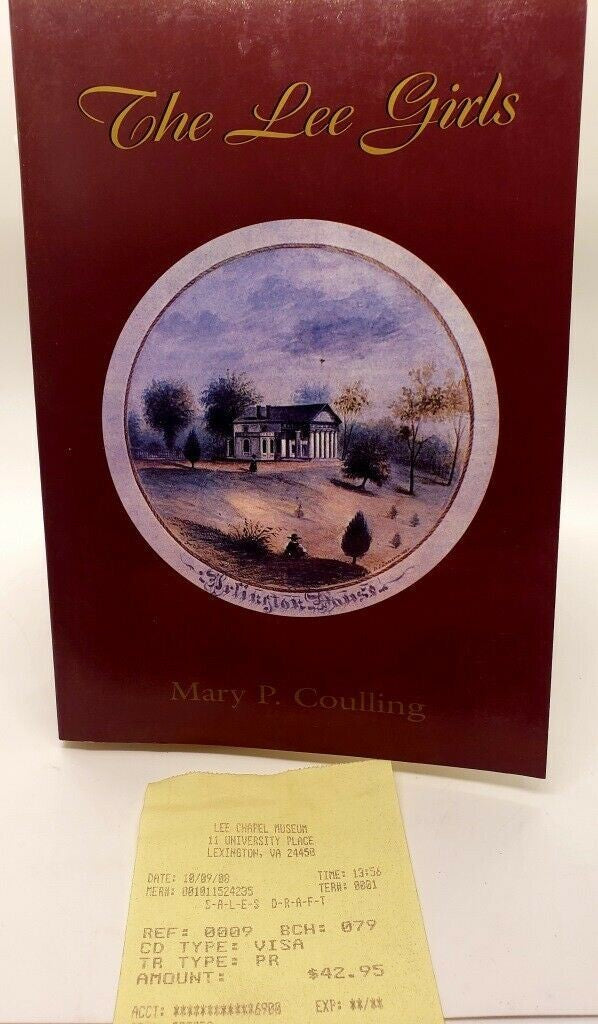 The Lee Girls
Arlington House
Mary P. Coulling
LEE CHAPEL MUSEUM
11 UNIVERSITY PLACE
LEXINGTON, VA 24450
DATE: 10/09/08
TIME: 13:56
MER#: 001011524235
TERM: 0001
S-A-L-E-S D-R-A-F-T
REF: 0009 BCH: 079
CD TYPE: VISA
TR TYPE: PR
AMOUNT: $42.95
ACCT: ************6900 EXP: **/**